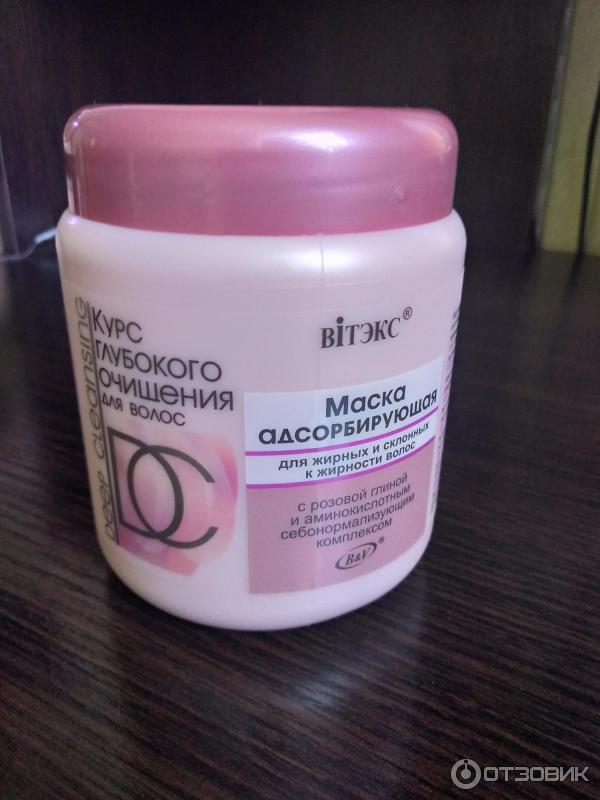 DEEP CLEANSING
КУРС
ГЛУБОКОГО
ОЧИЩЕНИЯ
ДЛЯ ВОЛОС
DC
ВIТЭКС®
Маска
адсорбирующая
для жирных и склонных
к жирности волос
с розовой глиной
и аминокислотным
себонормализующим
комплексом
B&V®
ОТЗОВИК